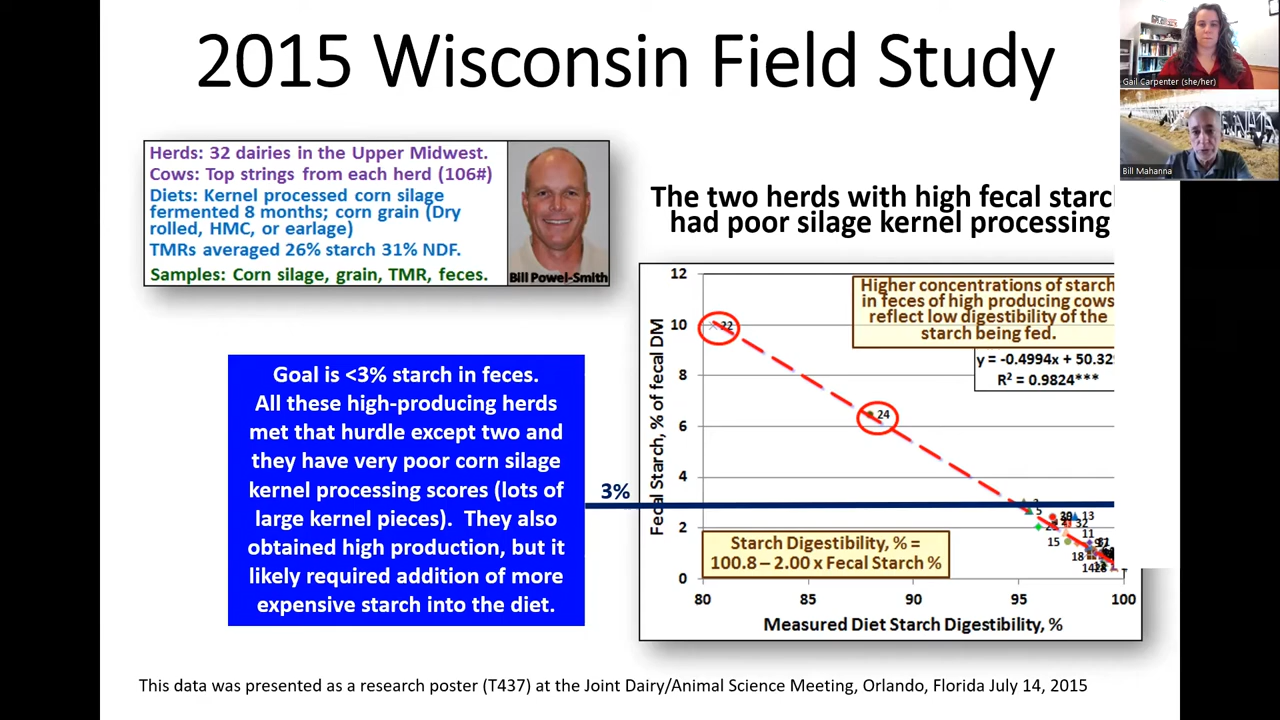 2015 Wisconsin Field Study
Gail Carpenter (she/her)
Bill Mahanna
Herds: 32 dairies in the Upper Midwest.
Cows: Top strings from each herd (106#)
Diets: Kernel processed corn silage
fermented 8 months; corn grain (Dry
rolled, HMC, or earlage)
TMRs averaged 26% starch 31% NDF.
Samples: Corn silage, grain, TMR, feces.
Bill Powel-Smith
The two herds with high fecal starc
had poor silage kernel processing
Goal is <3% starch in feces.
All these high-producing herds
met that hurdle except two and
they have very poor corn silage
kernel processing scores (lots of
large kernel pieces). They also
obtained high production, but it
likely required addition of more
expensive starch into the diet.
3%
Fecal Starch, % of fecal DM
12
10
8
6
4
2
0
Higher concentrations of starch
in feces of high producing cows
reflect low digestibility of the
starch being fed.
y = -0.4994x + 50.32
R² = 0.9824***
22
24
5
13
32
11
15
18
Starch Digestibility, % =
100.8 – 2.00 x Fecal Starch %
80
85
90
95
100
Measured Diet Starch Digestibility, %
This data was presented as a research poster (T437) at the Joint Dairy/Animal Science Meeting, Orlando, Florida July 14, 2015